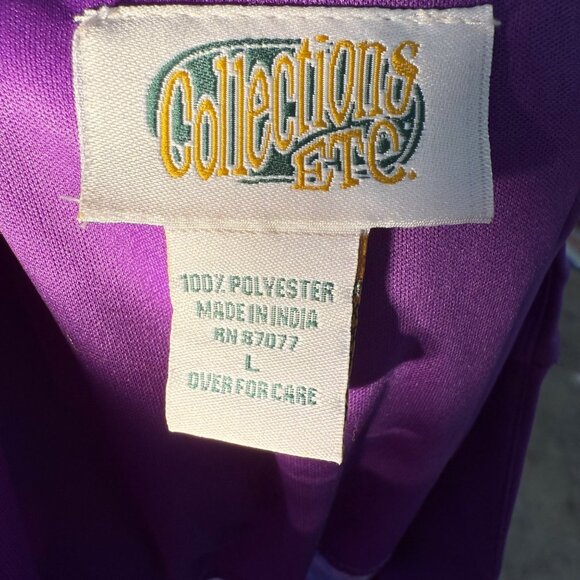 Collections
ETC.
100% POLYESTER
MADE IN INDIA
RN 87077
L
OVER FOR CARE